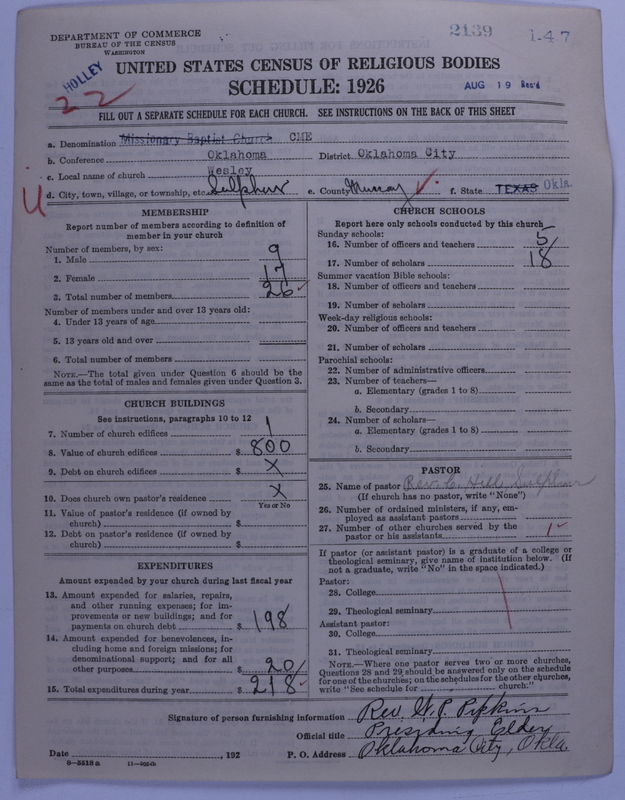 DEPARTMENT OF COMMERCE
BUREAU OF THE CENSUS
WASHINGTON
2139
1-47
HOLLEY
22
UNITED STATES CENSUS OF RELIGIOUS BODIES
SCHEDULE: 1926
AUG 19 Rec'd
FILL OUT A SEPARATE SCHEDULE FOR EACH CHURCH. SEE INSTRUCTIONS ON THE BACK OF THIS SHEET
a. Denomination Missionary Baptist Church CME
b. Conference Oklahoma District Oklahoma City
c. Local name of church Wesley
d. City, town, village, or township, etc. Sulphur e. County Murray f. State TEXAS Okla.
MEMBERSHIP
Report number of members according to definition of member in your church
Number of members, by sex:
1. Male 9
2. Female 17
3. Total number of members 26
Number of members under and over 13 years old:
4. Under 13 years of age
5. 13 years old and over
6. Total number of members
NOTE.—The total given under Question 6 should be the same as the total of males and females given under Question 3.
CHURCH BUILDINGS
See instructions, paragraphs 10 to 12
7. Number of church edifices 1
8. Value of church edifices $ 800
9. Debt on church edifices $ X
10. Does church own pastor's residence X
Yes or No
11. Value of pastor's residence (if owned by church) $
12. Debt on pastor's residence (if owned by church) $
EXPENDITURES
Amount expended by your church during last fiscal year
13. Amount expended for salaries, repairs, and other running expenses; for improvements or new buildings; and for payments on church debt $ 198
14. Amount expended for benevolences, including home and foreign missions; for denominational support; and for all other purposes $ 20
15. Total expenditures during year $ 218
CHURCH SCHOOLS
Report here only schools conducted by this church
Sunday schools:
16. Number of officers and teachers 5
17. Number of scholars 18
Summer vacation Bible schools:
18. Number of officers and teachers
19. Number of scholars
Week-day religious schools:
20. Number of officers and teachers
21. Number of scholars
Parochial schools:
22. Number of administrative officers
23. Number of teachers—
a. Elementary (grades 1 to 8)
b. Secondary
24. Number of scholars—
a. Elementary (grades 1 to 8)
b. Secondary
PASTOR
25. Name of pastor Rev. C. Hill, Sulphur
(If church has no pastor, write "None")
26. Number of ordained ministers, if any, employed as assistant pastors
27. Number of other churches served by the pastor or his assistants 1
If pastor (or assistant pastor) is a graduate of a college or theological seminary, give name of institution below. (If not a graduate, write "No" in the space indicated.)
Pastor:
28. College
29. Theological seminary
Assistant pastor:
30. College
31. Theological seminary
NOTE.—Where one pastor serves two or more churches, Questions 28 and 29 should be answered only on the schedule for one of the churches; on the schedules for the other churches, write "See schedule for church."
Signature of person furnishing information Rev. W. P. Pipkins
Official title Presiding Elder
Date , 192 P. O. Address Oklahoma City, Okla.
8—5518 a 11—